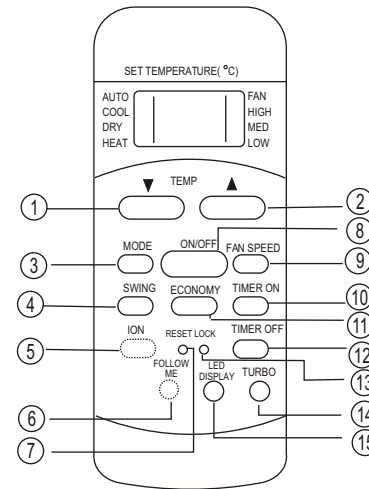 SET TEMPERATURE( °C)
AUTO FAN
COOL HIGH
DRY MED
HEAT LOW
▼ TEMP ▲
1 2
8
MODE ON/OFF FAN SPEED
3 9
SWING ECONOMY TIMER ON
4 10
11
ION RESET LOCK TIMER OFF
5 12
FOLLOW ME LED DISPLAY TURBO
13
6 14
7 15